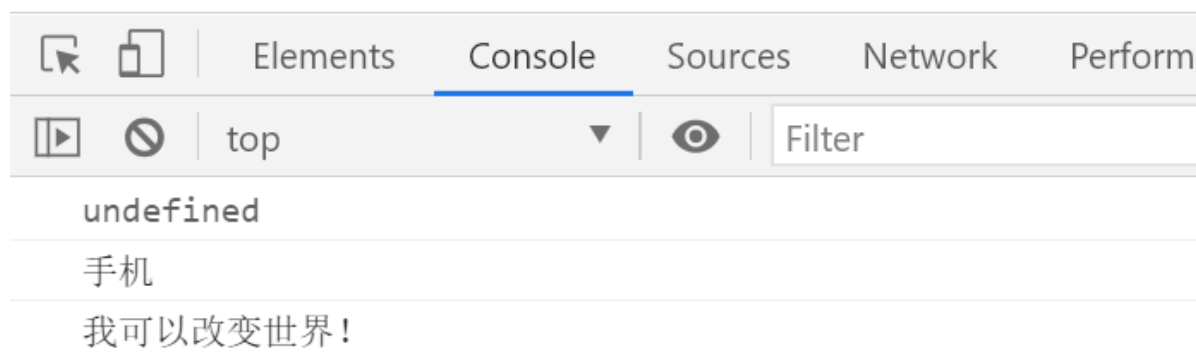 Elements Console Sources Network Perform
top Filter
undefined
手机
我可以改变世界！